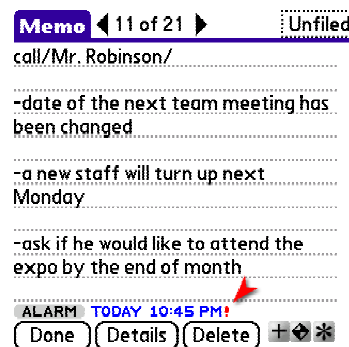 Memo 11 of 21 Unfiled
call/Mr. Robinson/
-date of the next team meeting has
been changed
-a new staff will turn up next
Monday
-ask if he would like to attend the
expo by the end of month
ALARM TODAY 10:45 PM!
Done Details Delete